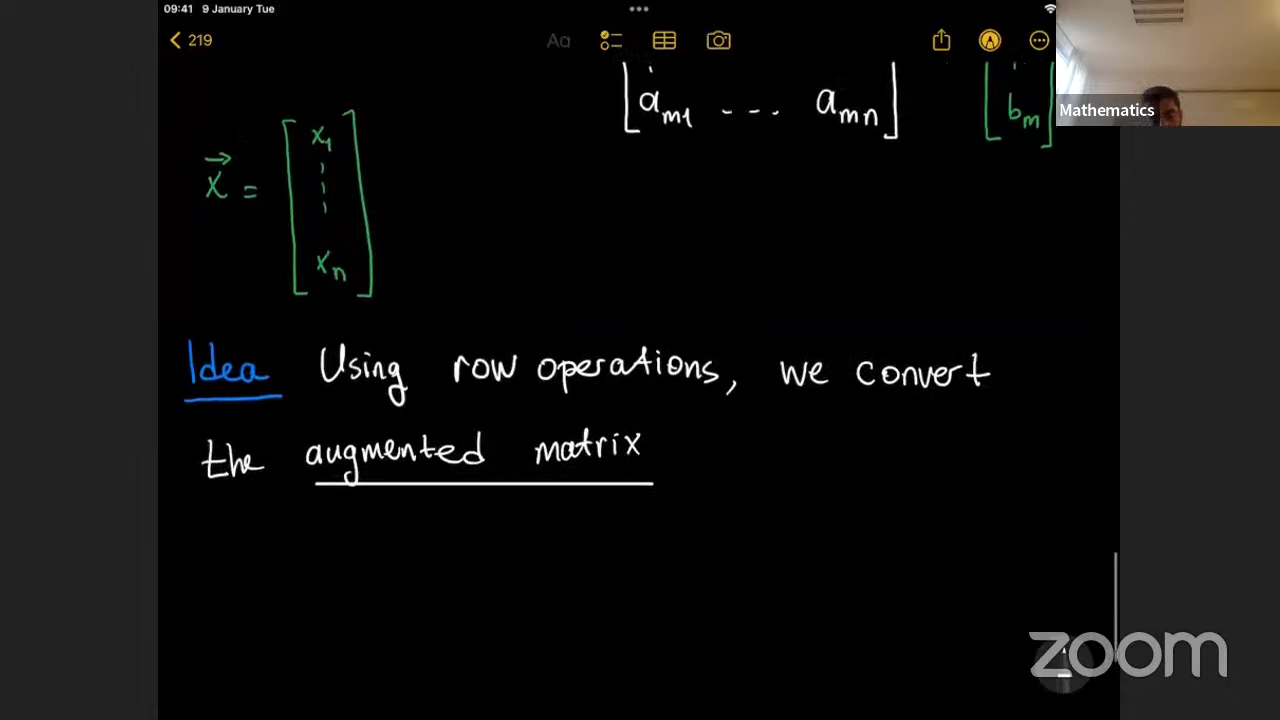 09:41 9 January Tue
219
Aa
a_m1 --- a_mn
b_m
Mathematics
x⃗ = [x_1
x_n]
Idea Using row operations, we convert
the augmented matrix
zoom